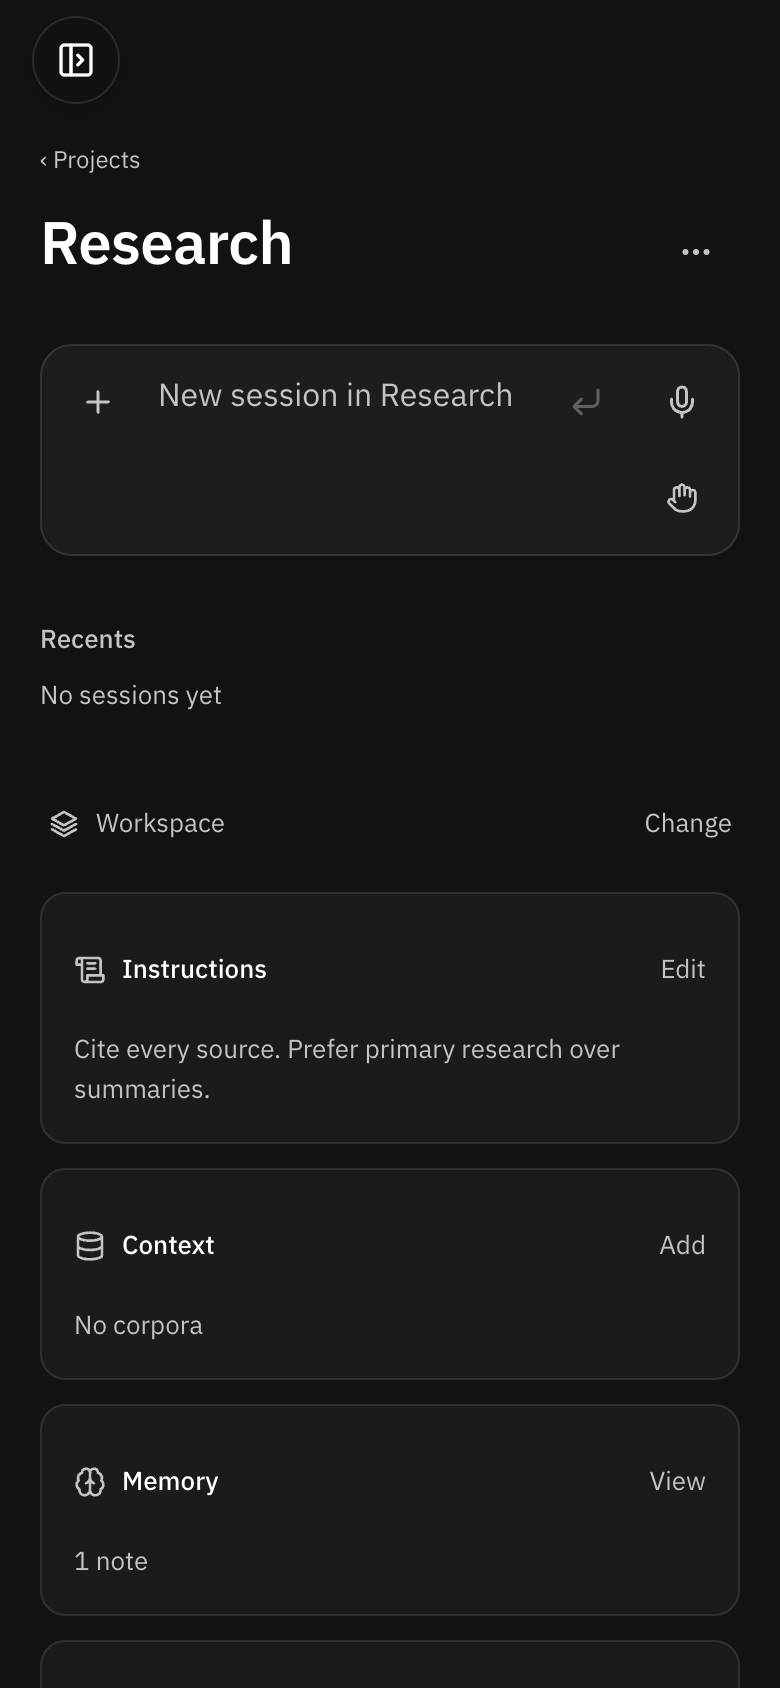 ‹ Projects
Research
New session in Research
Recents
No sessions yet
Workspace
Change
Instructions
Edit
Cite every source. Prefer primary research over
summaries.
Context
Add
No corpora
Memory
View
1 note